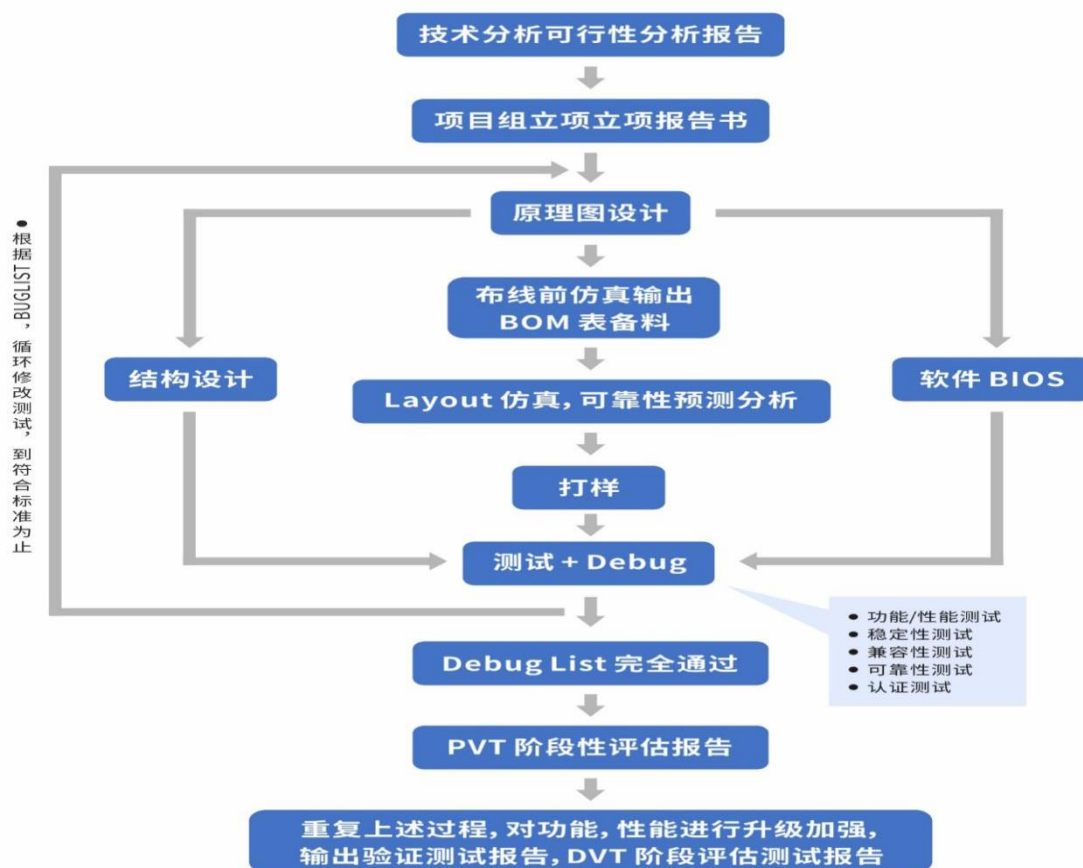 技术分析可行性分析报告
项目组立项立项报告书
原理图设计
布线前仿真输出
BOM 表备料
结构设计
软件 BIOS
Layout 仿真, 可靠性预测分析
打样
测试 + Debug
● 根据 BUGLIST, 循环修改测试, 到符合标准为止
● 功能/性能测试
● 稳定性测试
● 兼容性测试
● 可靠性测试
● 认证测试
Debug List 完全通过
PVT 阶段性评估报告
重复上述过程, 对功能, 性能进行升级加强,
输出验证测试报告, DVT 阶段评估测试报告